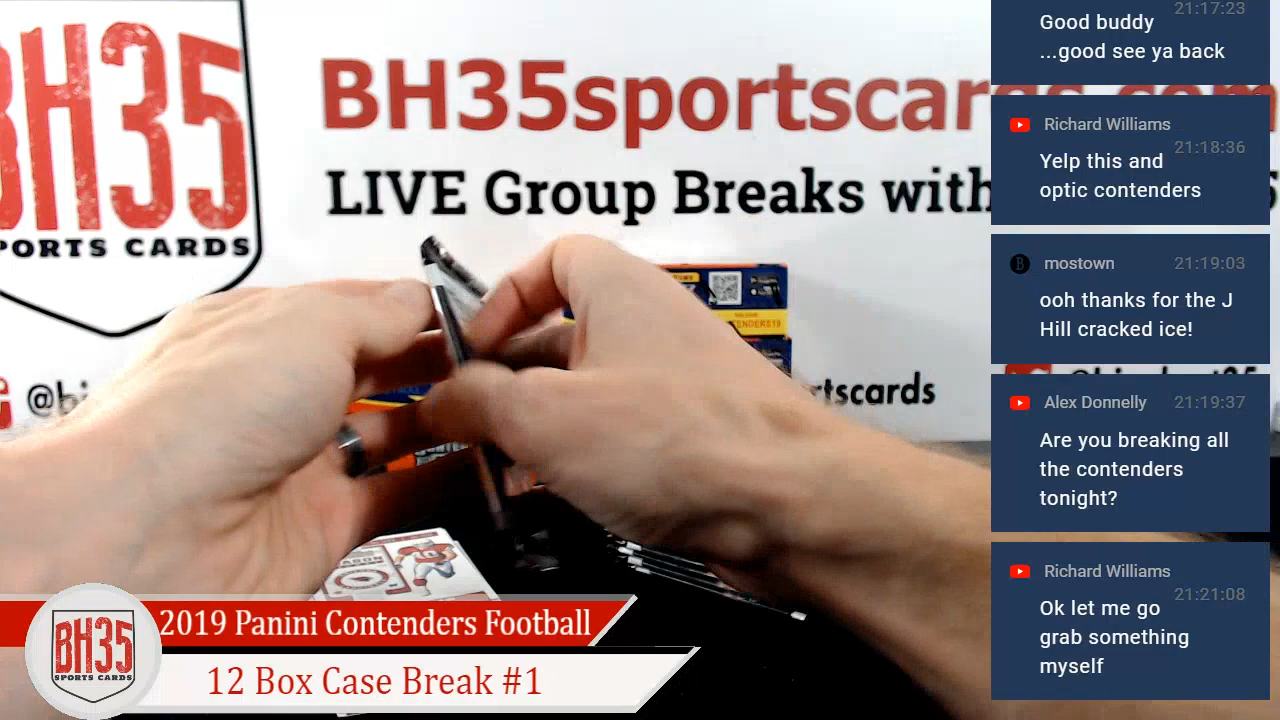 BH35
SPORTS CARDS
BH35sportscards.com
LIVE Group Breaks with
rtscards
ENDERS19
BH35
SPORTS CARDS
2019 Panini Contenders Football
12 Box Case Break #1
21:17:23
Good buddy
...good see ya back
Richard Williams
21:18:36
Yelp this and
optic contenders
mostown 21:19:03
ooh thanks for the J
Hill cracked ice!
Alex Donnelly 21:19:37
Are you breaking all
the contenders
tonight?
Richard Williams
21:21:08
Ok let me go
grab something
myself